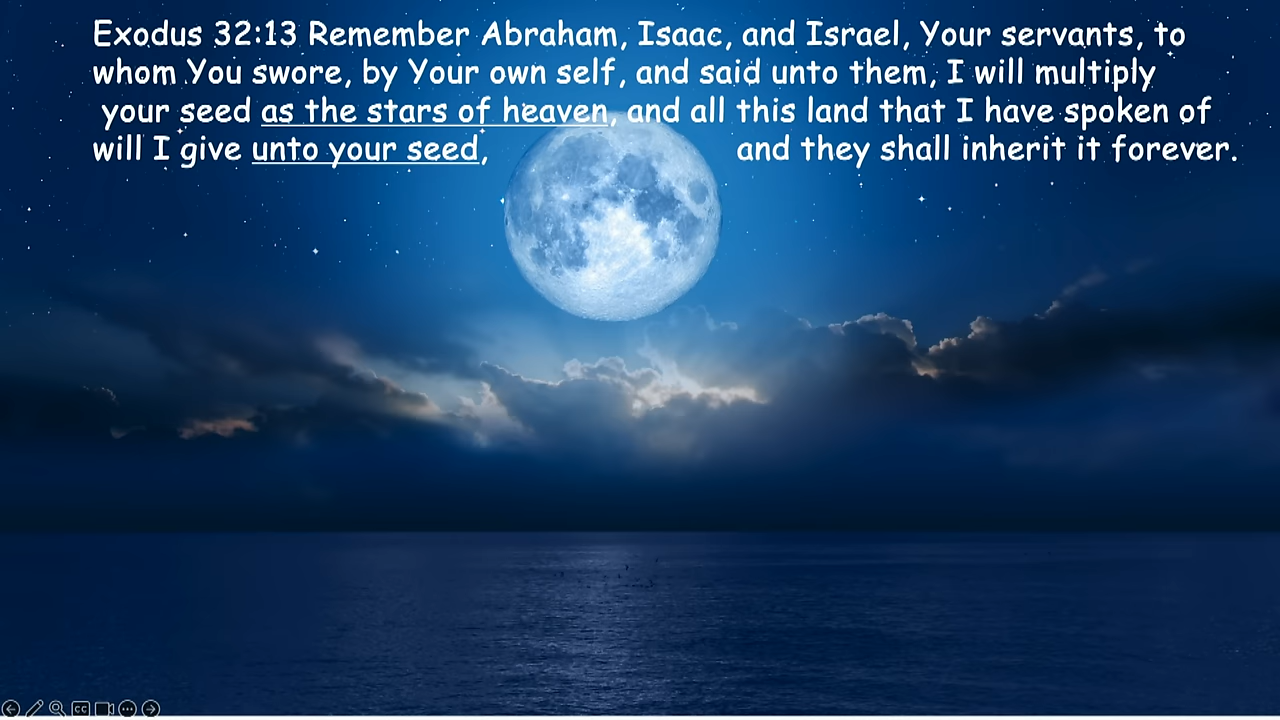 Exodus 32:13 Remember Abraham, Isaac, and Israel, Your servants, to
whom You swore, by Your own self, and said unto them, I will multiply
your seed as the stars of heaven, and all this land that I have spoken of
will I give unto your seed, and they shall inherit it forever.
CC